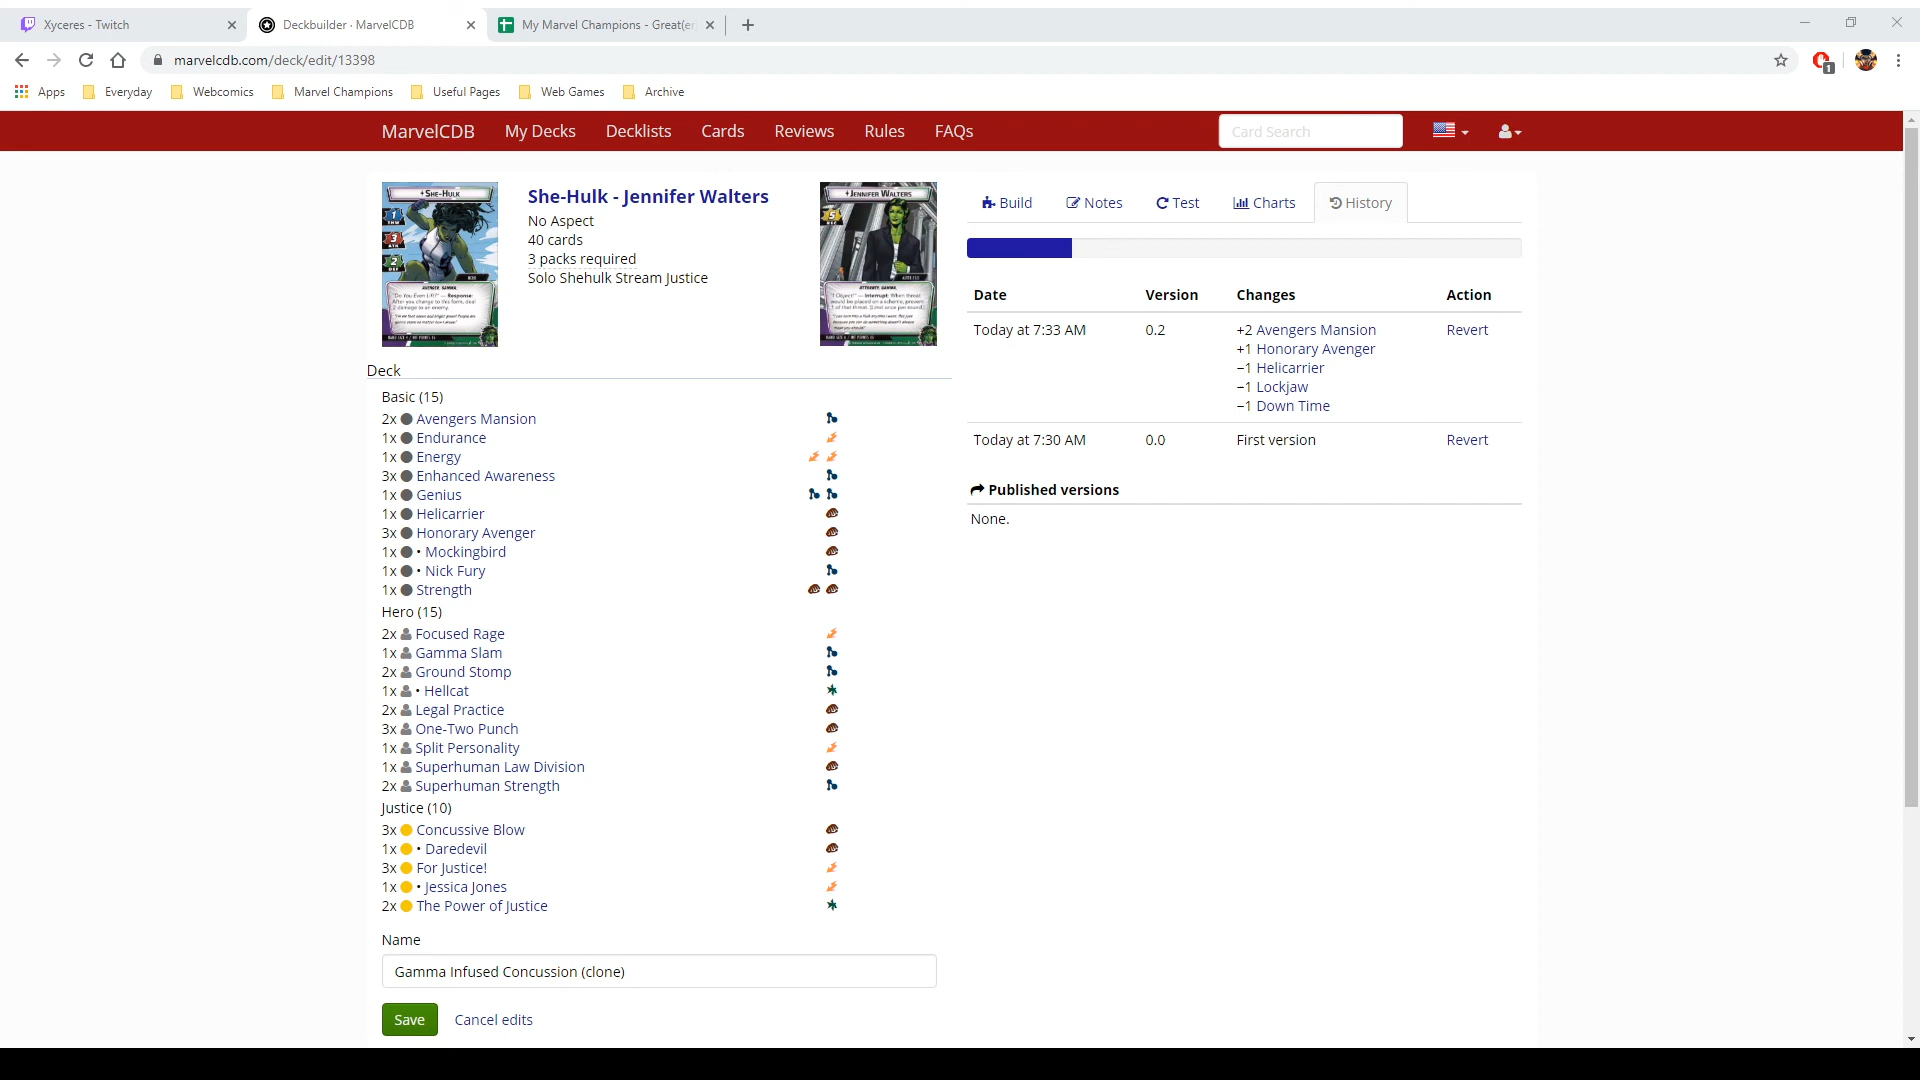 Xyceres - Twitch
Deckbuilder · MarvelCDB
My Marvel Champions - Great(er
marvelcdb.com/deck/edit/13398
1
Apps
Everyday
Webcomics
Marvel Champions
Useful Pages
Web Games
Archive
MarvelCDB
My Decks
Decklists
Cards
Reviews
Rules
FAQs
Card Search
She-Hulk
1
3
2
She-Hulk - Jennifer Walters
No Aspect
40 cards
3 packs required
Solo Shehulk Stream Justice
Jennifer Walters
5
Build
Notes
Test
Charts
History
Date Version Changes Action
Today at 7:33 AM 0.2 +2 Avengers Mansion Revert
+1 Honorary Avenger
−1 Helicarrier
−1 Lockjaw
−1 Down Time
Today at 7:30 AM 0.0 First version Revert
Published versions
None.
Deck
Basic (15)
2x Avengers Mansion
1x Endurance
1x Energy
3x Enhanced Awareness
1x Genius
1x Helicarrier
3x Honorary Avenger
1x • Mockingbird
1x • Nick Fury
1x Strength
Hero (15)
2x Focused Rage
1x Gamma Slam
2x Ground Stomp
1x • Hellcat
2x Legal Practice
3x One-Two Punch
1x Split Personality
1x Superhuman Law Division
2x Superhuman Strength
Justice (10)
3x Concussive Blow
1x • Daredevil
3x For Justice!
1x • Jessica Jones
2x The Power of Justice
Name
Gamma Infused Concussion (clone)
Save
Cancel edits